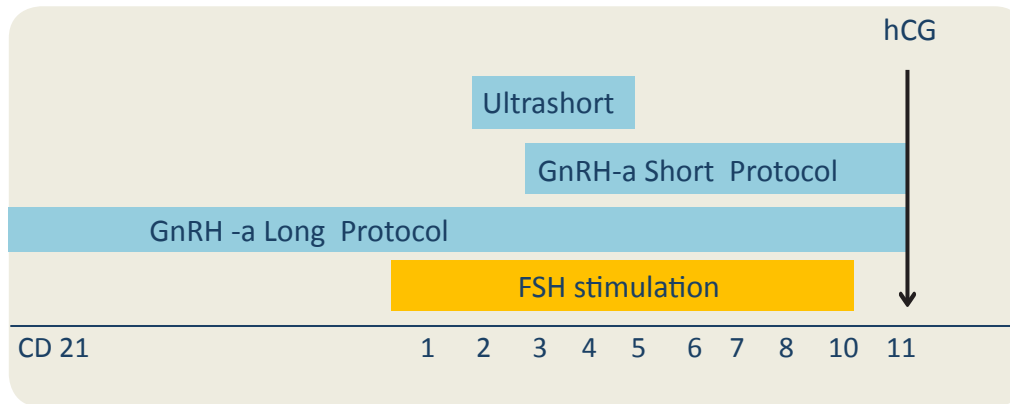 hCG
Ultrashort
GnRH-a Short Protocol
GnRH -a Long Protocol
FSH stimulation
CD 21 1 2 3 4 5 6 7 8 10 11